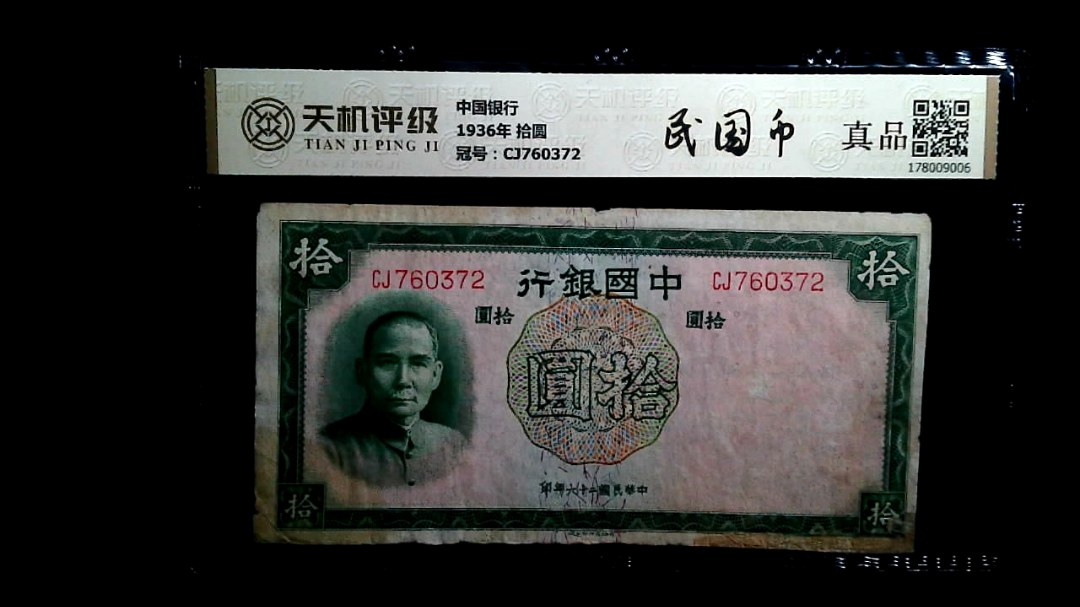 天机评级
TIAN JI PING JI
中国银行
1936年 拾圆
冠号：CJ760372
民国币
真品
178009006
拾
拾
CJ760372
行銀國中
CJ760372
圓拾
圓拾
圓拾
印年六十二國民華中
拾
拾